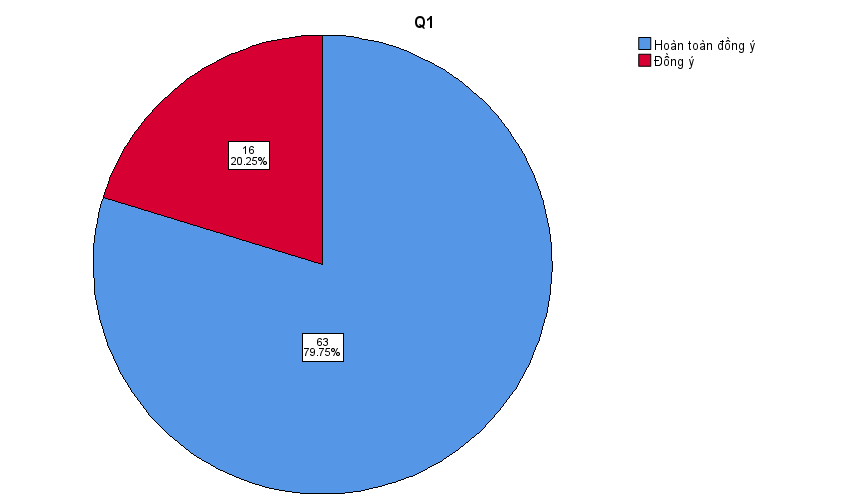 Q1
Hoàn toàn đồng ý
Đồng ý
16
20.25%
63
79.75%